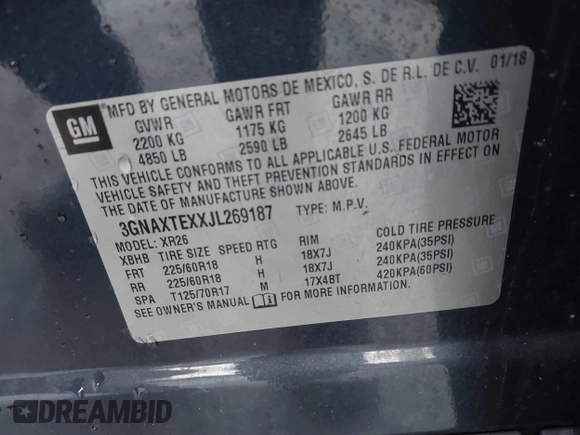 GM
MFD BY GENERAL MOTORS DE MEXICO, S. DE R.L. DE C.V. 01/18
GVWR GAWR FRT GAWR RR
2200 KG 1175 KG 1200 KG
4850 LB 2590 LB 2645 LB
THIS VEHICLE CONFORMS TO ALL APPLICABLE U.S. FEDERAL MOTOR
VEHICLE SAFETY AND THEFT PREVENTION STANDARDS IN EFFECT ON
THE DATE OF MANUFACTURE SHOWN ABOVE.
3GNAXTEXXJL269187 TYPE: M.P.V.
MODEL: XR26
XBHB TIRE SIZE SPEED RTG RIM COLD TIRE PRESSURE
FRT 225/60R18 H 18X7J 240KPA(35PSI)
RR 225/60R18 H 18X7J 240KPA(35PSI)
SPA T125/70R17 M 17X4BT 420KPA(60PSI)
SEE OWNER'S MANUAL FOR MORE INFORMATION.
DREAMBID